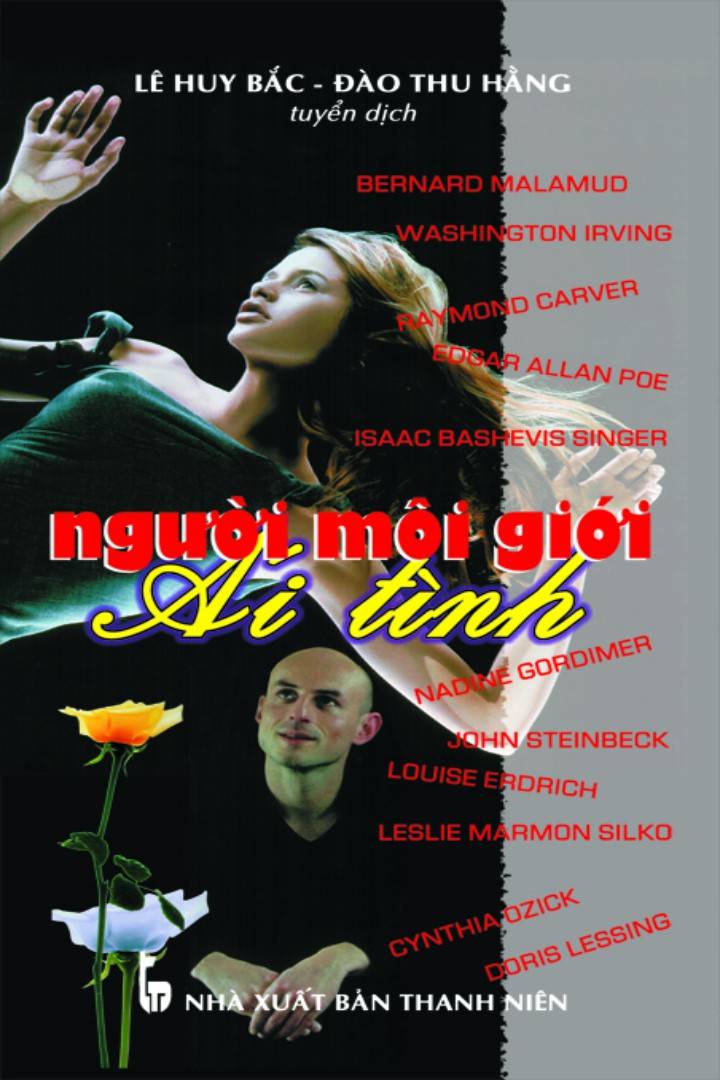 LÊ HUY BẮC - ĐÀO THU HẰNG
tuyển dịch
BERNARD MALAMUD
WASHINGTON IRVING
RAYMOND CARVER
EDGAR ALLAN POE
ISAAC BASHEVIS SINGER
người môi giới
Ái tình
NADINE GORDIMER
JOHN STEINBECK
LOUISE ERDRICH
LESLIE MARMON SILKO
CYNTHIA OZICK
DORIS LESSING
NHÀ XUẤT BẢN THANH NIÊN